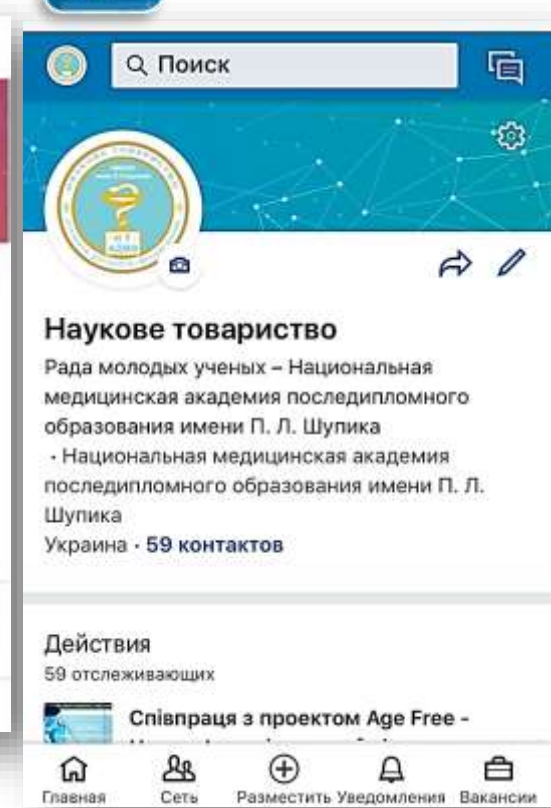 Поиск
Наукове товариство
Рада молодых ученых – Национальная
медицинская академия последипломного
образования имени П. Л. Шупика
· Национальная медицинская академия
последипломного образования имени П. Л.
Шупика
Украина · 59 контактов
Действия
59 отслеживающих
Співпраця з проектом Age Free -
Главная
Сеть
Разместить
Уведомления
Вакансии